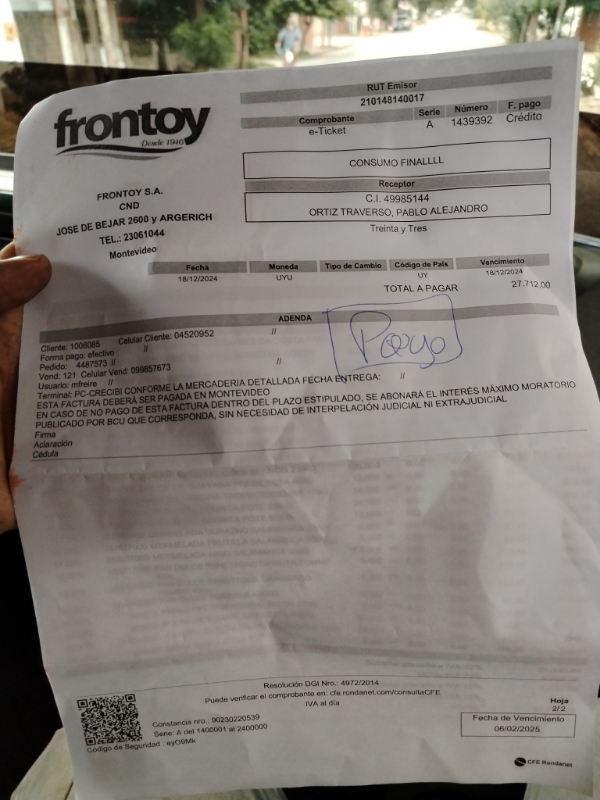 frontoy
Desde 1940
RUT Emisor
210148140017
Comprobante Serie Número F. pago
e-Ticket A 1439392 Crédito
CONSUMO FINALLLL
Receptor
C.I. 49985144
ORTIZ TRAVERSO, PABLO ALEJANDRO
Treinta y Tres
FRONTOY S.A.
CND
JOSE DE BEJAR 2600 y ARGERICH
TEL.: 23061044
Montevideo
Fecha Moneda Tipo de Cambio Código de País Vencimiento
18/12/2024 UYU UY 18/12/2024
TOTAL A PAGAR 27.712,00
ADENDA
Cliente: 1006085 Celular Cliente: 04520952 //
Forma pago: efectivo //
Pedido: 4487573 // //
Vend: 121 Celular Vend: 099857673
Usuario: mfreire //
Terminal: PC-CRECIBI CONFORME LA MERCADERIA DETALLADA FECHA ENTREGA: //
ESTA FACTURA DEBERÁ SER PAGADA EN MONTEVIDEO
EN CASO DE NO PAGO DE ESTA FACTURA DENTRO DEL PLAZO ESTIPULADO, SE ABONARÁ EL INTERÉS MÁXIMO MORATORIO
PUBLICADO POR BCU QUE CORRESPONDA, SIN NECESIDAD DE INTERPELACIÓN JUDICIAL NI EXTRAJUDICIAL
Firma
Aclaración
Cédula
Resolución DGI Nro.: 4972/2014
Puede verificar el comprobante en: cfe.rondanet.com/consultaCFE
IVA al día
Constancia nro.: 90230220539
Serie: A del 1400001 al 2400000
Código de Seguridad : eyO9Mk
Hoja
2/2
Fecha de Vencimiento
06/02/2025
CFE Rondanet